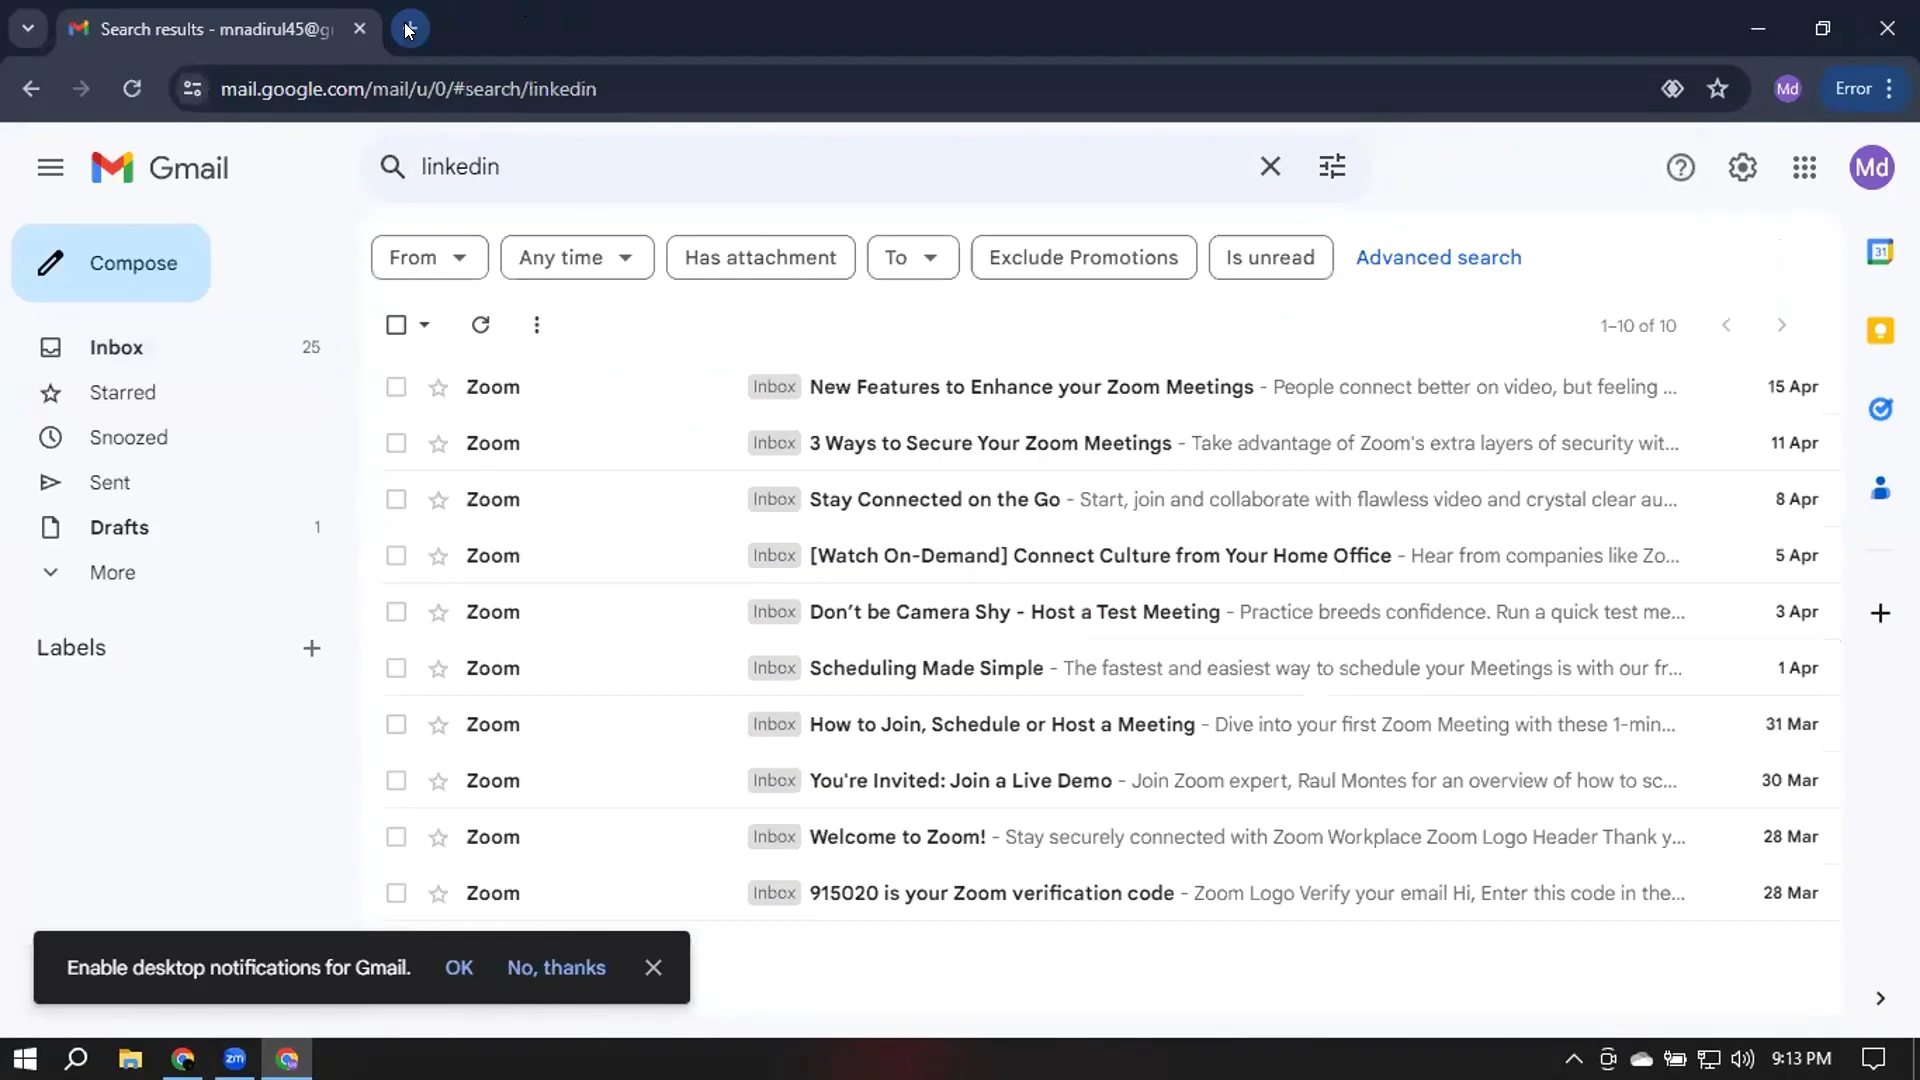 Search results - mnadirul45@g
mail.google.com/mail/u/0/#search/linkedin
Md
Error
Gmail
linkedin
Md
Compose
From
Any time
Has attachment
To
Exclude Promotions
Is unread
Advanced search
1–10 of 10
Inbox 25
Starred
Snoozed
Sent
Drafts 1
More
Labels
Zoom Inbox New Features to Enhance your Zoom Meetings - People connect better on video, but feeling ... 15 Apr
Zoom Inbox 3 Ways to Secure Your Zoom Meetings - Take advantage of Zoom's extra layers of security wit... 11 Apr
Zoom Inbox Stay Connected on the Go - Start, join and collaborate with flawless video and crystal clear au... 8 Apr
Zoom Inbox [Watch On-Demand] Connect Culture from Your Home Office - Hear from companies like Zo... 5 Apr
Zoom Inbox Don’t be Camera Shy - Host a Test Meeting - Practice breeds confidence. Run a quick test me... 3 Apr
Zoom Inbox Scheduling Made Simple - The fastest and easiest way to schedule your Meetings is with our fr... 1 Apr
Zoom Inbox How to Join, Schedule or Host a Meeting - Dive into your first Zoom Meeting with these 1-min... 31 Mar
Zoom Inbox You're Invited: Join a Live Demo - Join Zoom expert, Raul Montes for an overview of how to sc... 30 Mar
Zoom Inbox Welcome to Zoom! - Stay securely connected with Zoom Workplace Zoom Logo Header Thank y... 28 Mar
Zoom Inbox 915020 is your Zoom verification code - Zoom Logo Verify your email Hi, Enter this code in the... 28 Mar
Enable desktop notifications for Gmail. OK No, thanks
31
zm
9:13 PM